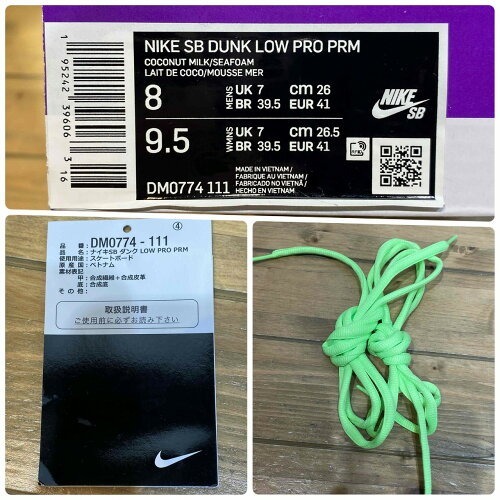 NIKE SB DUNK LOW PRO PRM
COCONUT MILK/SEAFOAM
LAIT DE COCO/MOUSSE MER
8 MENS UK 7 cm 26
BR 39.5 EUR 41
9.5 WMNS UK 7 cm 26.5
BR 39.5 EUR 41
NIKE SB
DM0774 111
MADE IN VIETNAM /
FABRIQUE AU VIETNAM /
FABRICADO NO VIETNÃ /
HECHO EN VIETNAM
1 95242 39606 3 16
④
品番: DM0774 - 111
品名: ナイキSB ダンク LOW PRO PRM
使用用途: スケートボード
原産国: ベトナム
素材表記:
甲: 合成繊維+合成皮革
底: 合成底
その他:
取扱説明書
ご使用前に必ずお読み下さい